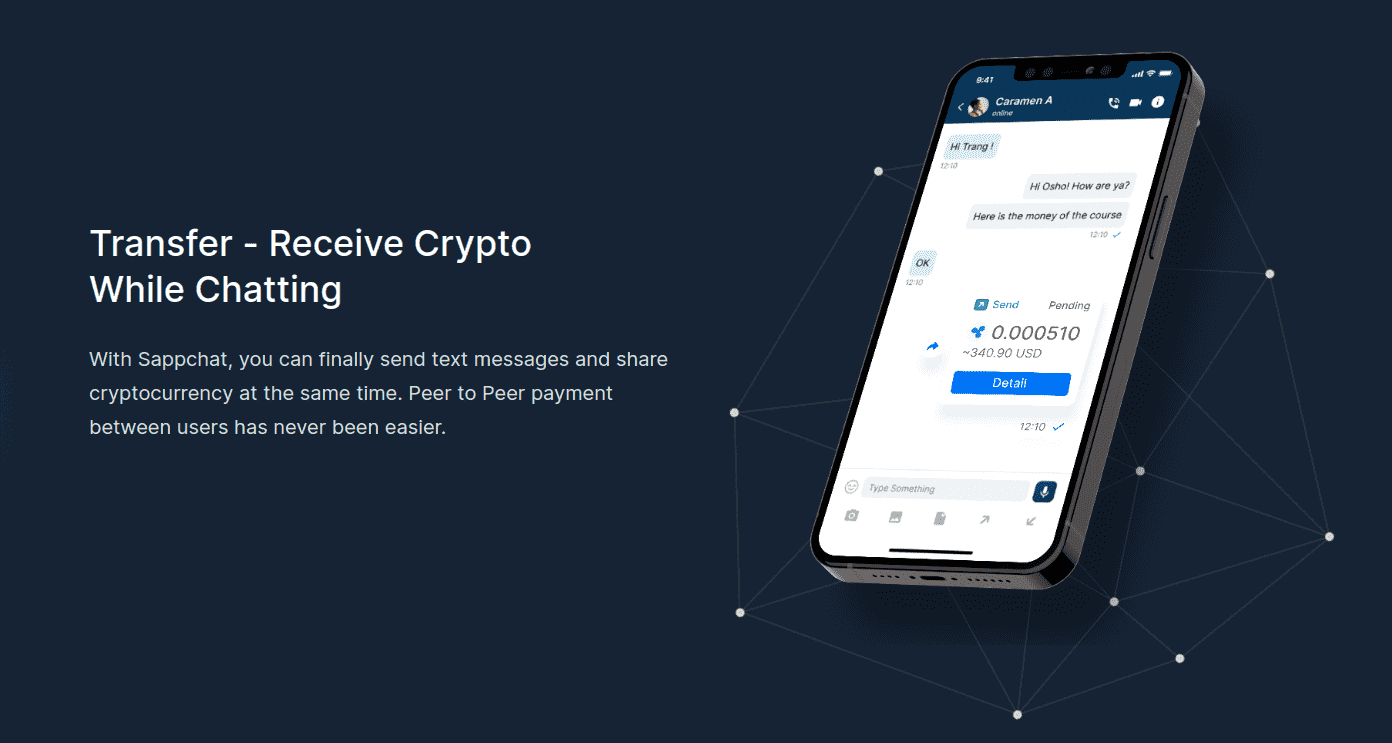 Transfer - Receive Crypto
While Chatting
With Sappchat, you can finally send text messages and share
cryptocurrency at the same time. Peer to Peer payment
between users has never been easier.
9:41
Caramen A
online
Hi Trang !
12:10
Hi Osho! How are ya?
Here is the money of the course
12:10
OK
12:10
Send Pending
0.000510
~340.90 USD
Detail
12:10
Type Something